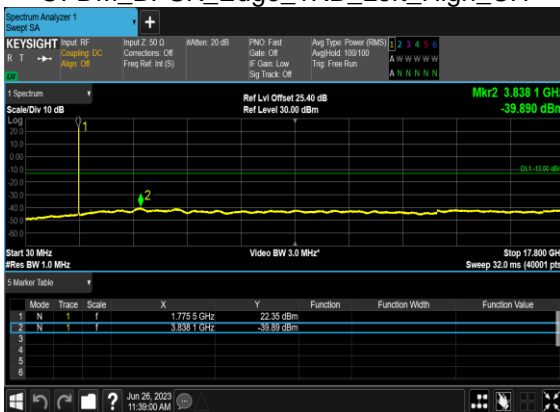 Spectrum Analyzer 1
Swept SA
+
KEYSIGHT Input: RF Input Z: 50 Ω #Atten: 20 dB PNO: Fast Avg Type: Power (RMS) 1 2 3 4 5 6
R T Coupling: DC Corrections: Off Gate: Off Avg|Hold: 100/100 A W W W W W
Align: Off Freq Ref: Int (S) IF Gain: Low Trig: Free Run
Sig Track: Off A N N N N N
1 Spectrum
Ref Lvl Offset 25.40 dB Mkr2 3.838 1 GHz
Scale/Div 10 dB Ref Level 30.00 dBm -39.890 dBm
Log
20.0
10.0
0.00
-10.0
DL1 -13.00 dBm
-20.0
-30.0
-40.0
-50.0
-60.0
1
2
Start 30 MHz Video BW 3.0 MHz* Stop 17.800 GH
#Res BW 1.0 MHz Sweep 32.0 ms (40001 pts
5 Marker Table
Mode Trace Scale X Y Function Function Width Function Value
1 N 1 f 1.775 5 GHz 22.35 dBm
2 N 1 f 3.838 1 GHz -39.89 dBm
3
4
5
6
? Jun 26, 2023
11:39:00 AM